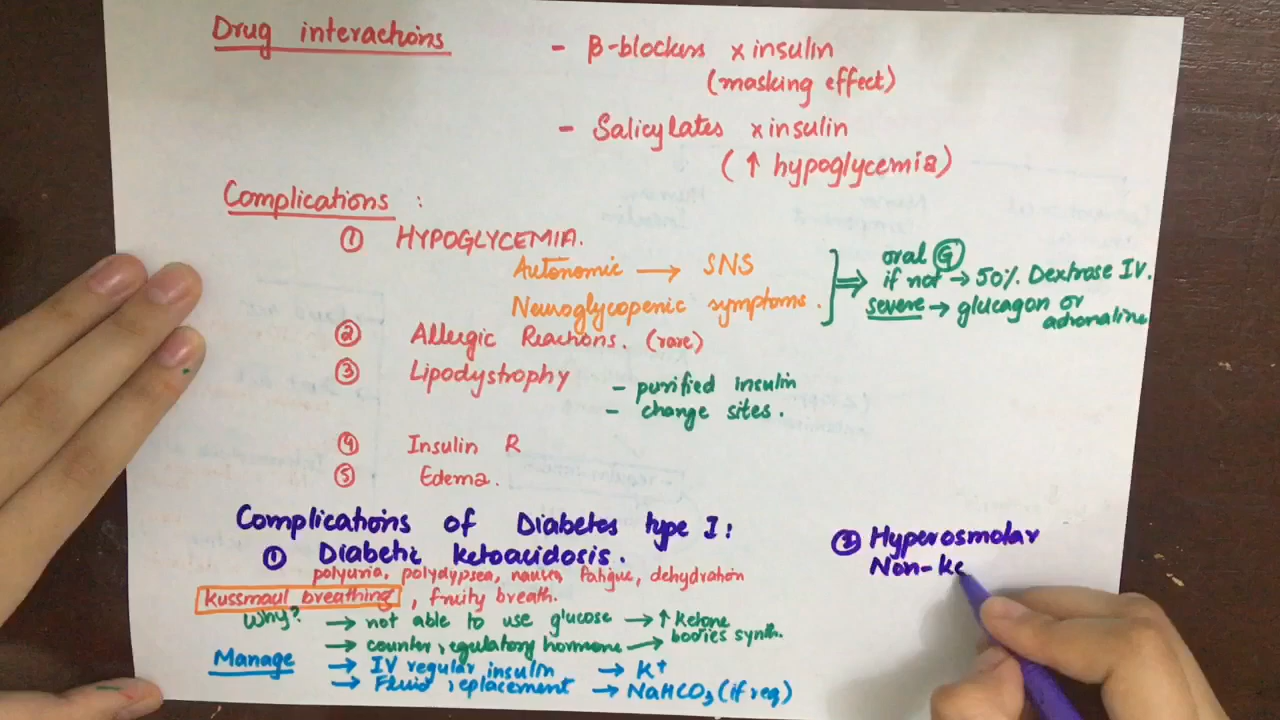 Drug interactions
- β-blockers x insulin
(masking effect)
- Salicylates x insulin
(↑ hypoglycemia)
Complications :
① HYPOGLYCEMIA.
Autonomic → SNS
Neuroglycopenic symptoms.
oral G
if not → 50% Dextrose IV.
severe → glucagon or
adrenaline
② Allergic Reactions. (rare)
③ Lipodystrophy
- purified insulin
- change sites.
④ Insulin R
⑤ Edema.
Complications of Diabetes type I:
① Diabetic ketoacidosis.
polyuria, polydypsea, nausea, fatigue, dehydration
Kussmaul breathing, fruity breath.
Why? → not able to use glucose → ↑ ketone
bodies synth.
→ counter regulatory hormone →
Manage → IV regular insulin → K+
→ Fluid replacement → NaHCO3 (if req)
② Hyperosmolar
Non-ke